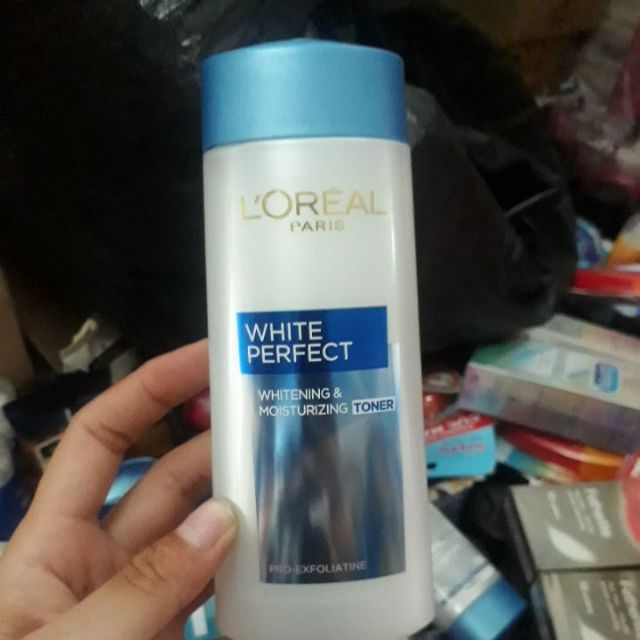 L'ORÉAL
PARIS
WHITE
PERFECT
WHITENING &
MOISTURIZING TONER
PRO-EXFOLIATINE